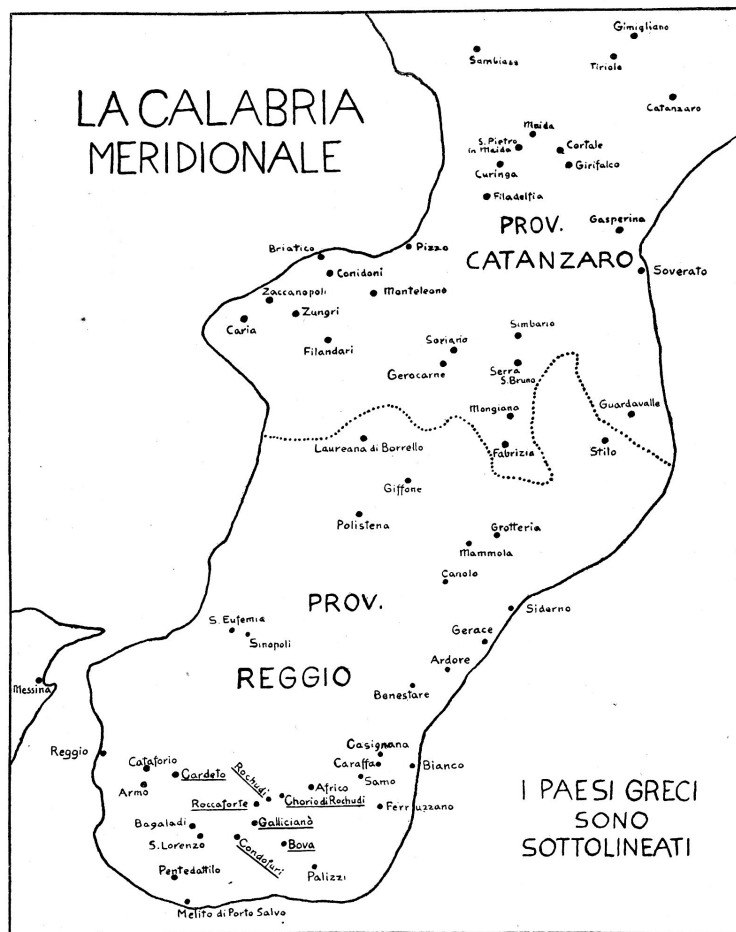 LA CALABRIA
MERIDIONALE
Gimigliano
Sambiase
Tiriolo
Catanzaro
Maida
S. Pietro
in Maida
Cortale
Curinga
Girifalco
Filadelfia
PROV.
CATANZARO
Gasperina
Soverato
Pizzo
Briatico
Conidoni
Zaccanopoli
Monteleone
Zungri
Caria
Filandari
Soriano
Simbario
Gerocarne
Serra
S. Bruno
Mongiana
Guardavalle
Laureana di Borrello
Fabrizia
Stilo
Giffone
Polistena
Grotteria
Mammola
Canolo
PROV.
REGGIO
S. Eufemia
Sinopoli
Siderno
Gerace
Ardore
Benestare
Messina
Reggio
Casignana
Caraffa
Bianco
Samo
Cataforio
Cardeto
Armo
Rochudi
Africo
Chorio di Rochudi
Roccaforte
Ferruzzano
Bagaladi
Gallicianò
S. Lorenzo
Condofuri
Bova
Pentedattilo
Palizzi
Melito di Porto Salvo
I PAESI GRECI
SONO
SOTTOLINEATI